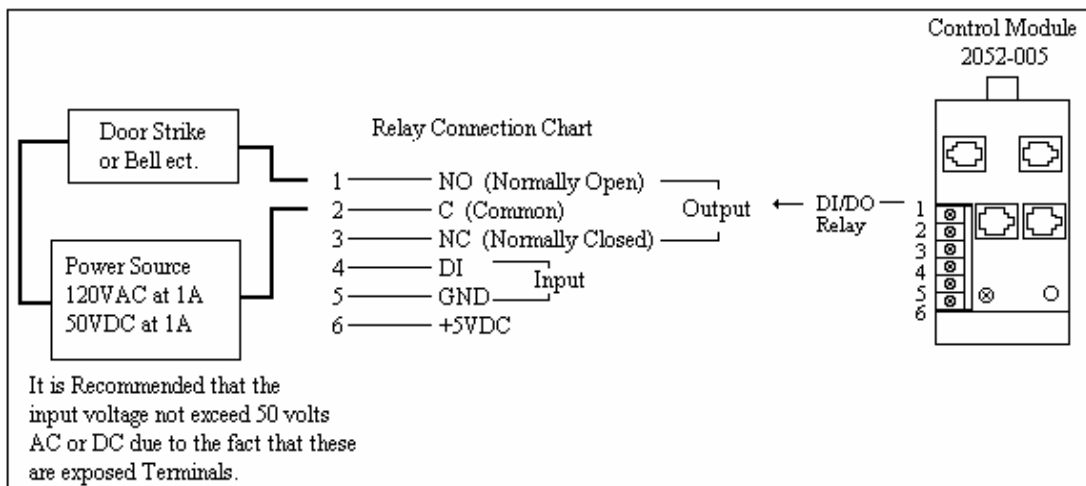 Control Module
2052-005
Door Strike
or Bell ect.
Relay Connection Chart
1 NO (Normally Open)
2 C (Common)
3 NC (Normally Closed)
Output
4 DI
5 GND
Input
6 +5VDC
DI/DO
Relay
1
2
3
4
5
6
Power Source
120VAC at 1A
50VDC at 1A
It is Recommended that the
input voltage not exceed 50 volts
AC or DC due to the fact that these
are exposed Terminals.